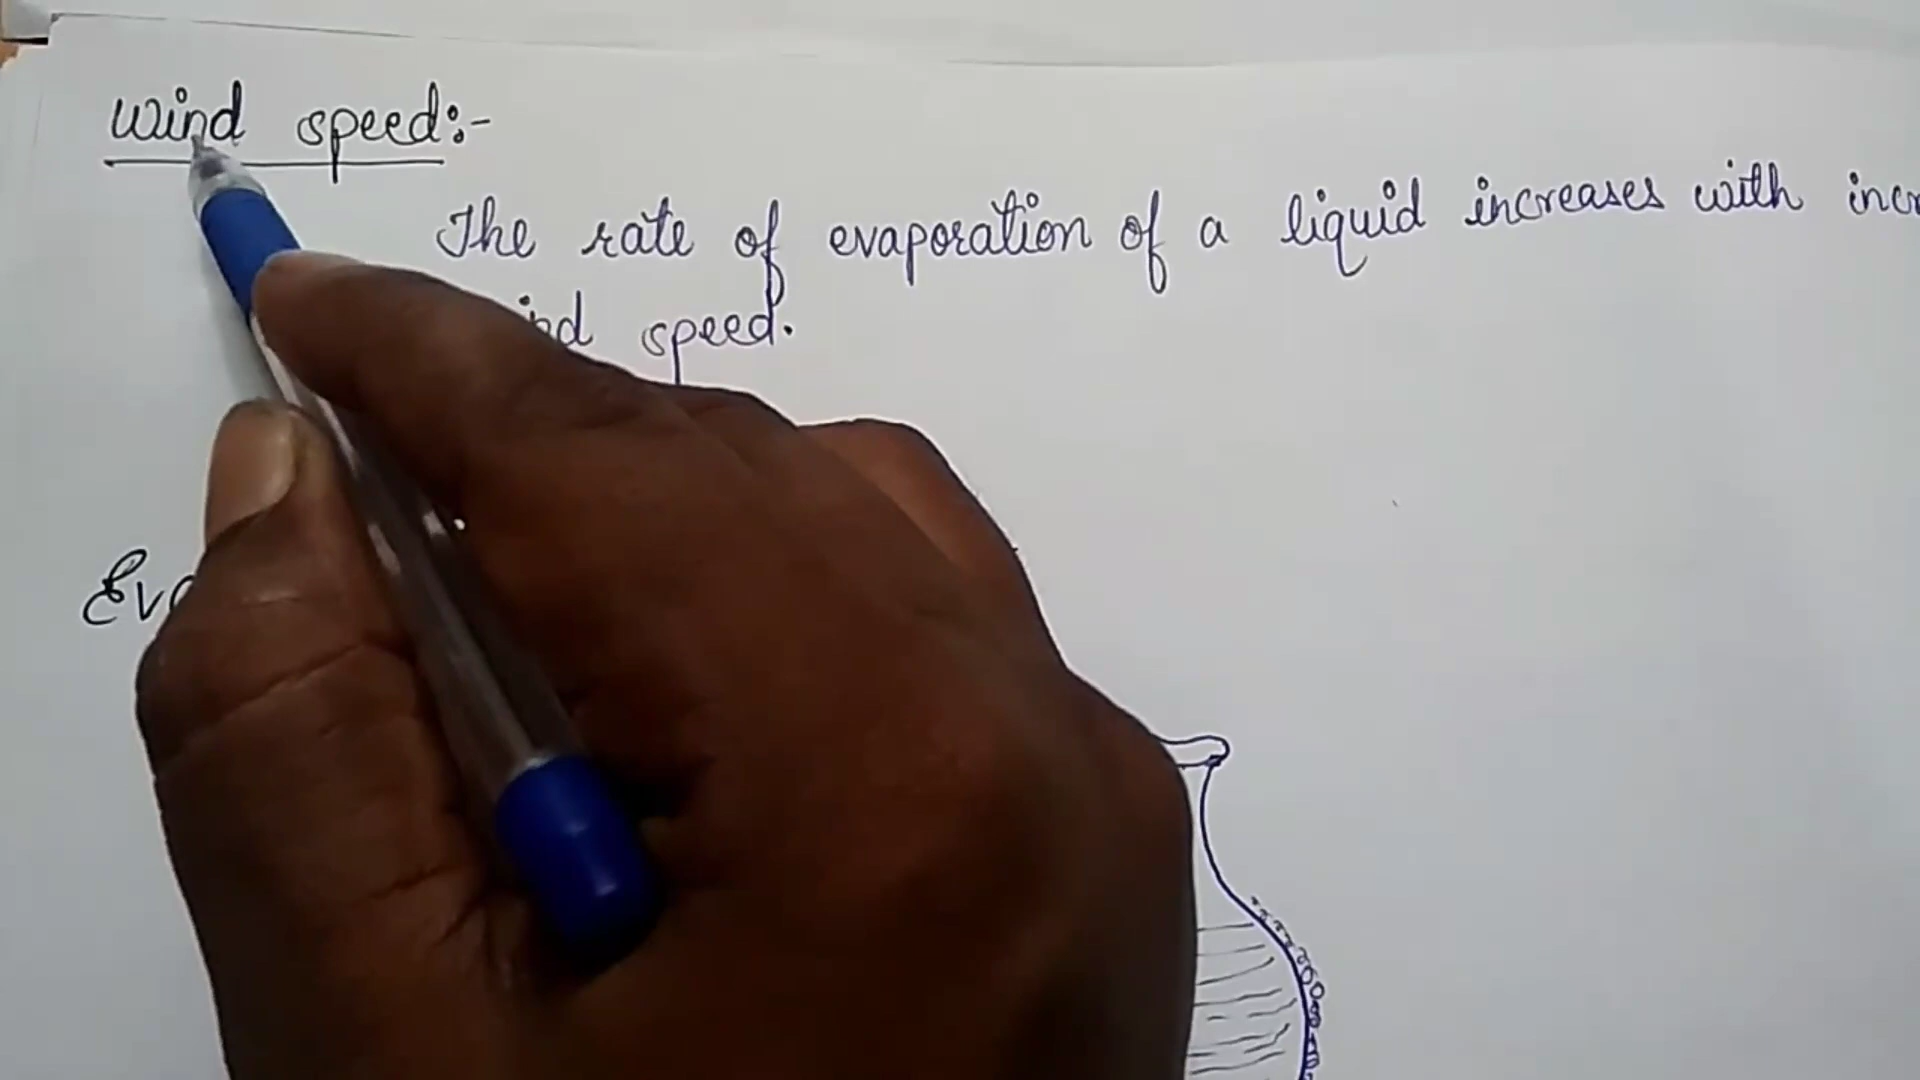 Wind speed:-
The rate of evaporation of a liquid increases with
speed.